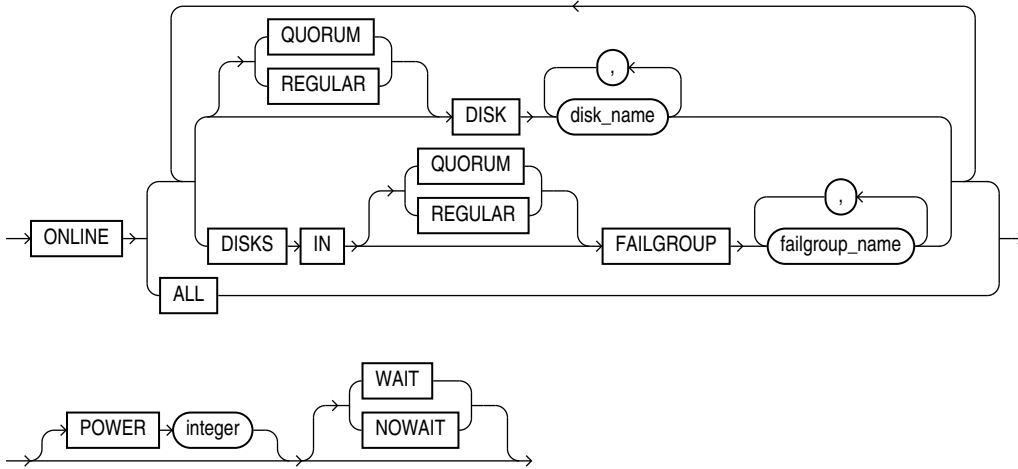 QUORUM
REGULAR
DISK
,
disk_name
QUORUM
REGULAR
,
ONLINE
DISKS
IN
FAILGROUP
failgroup_name
ALL
POWER
integer
WAIT
NOWAIT